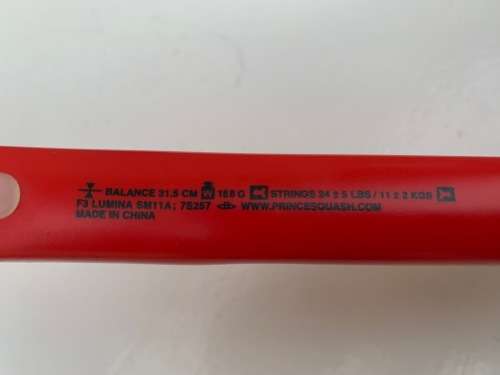 BALANCE 31,5 CM W 168 G STRINGS 24 ± 5 LBS / 11 ± 2 KGS
F3 LUMINA SM11A; 7S257 WWW.PRINCESQUASH.COM
MADE IN CHINA